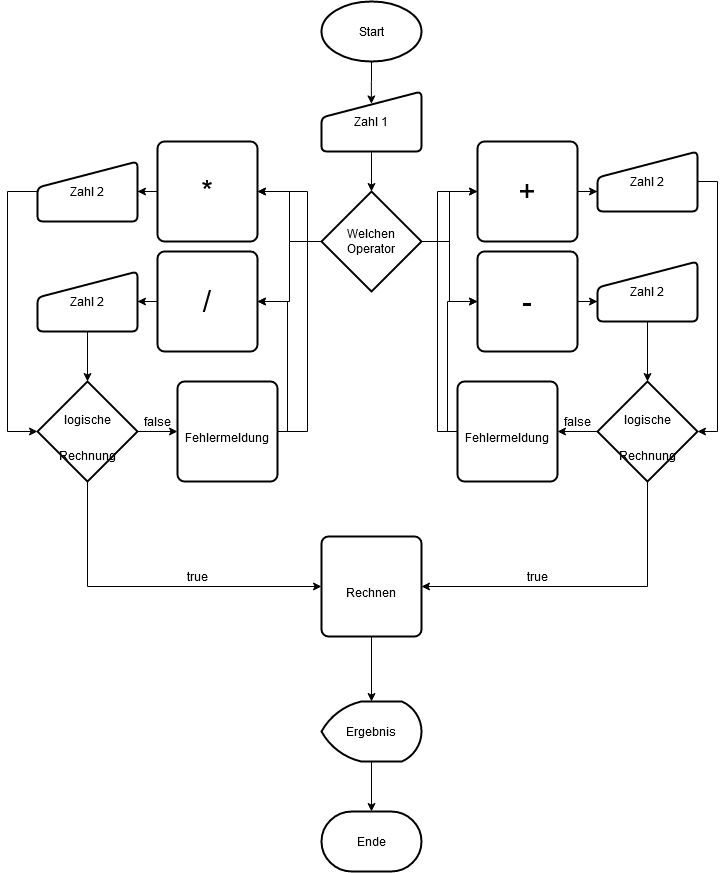 Start
Zahl 1
Welchen
Operator
*
Zahl 2
/
Zahl 2
+
Zahl 2
-
Zahl 2
logische
Rechnung
false
Fehlermeldung
Fehlermeldung
false
logische
Rechnung
true
true
Rechnen
Ergebnis
Ende